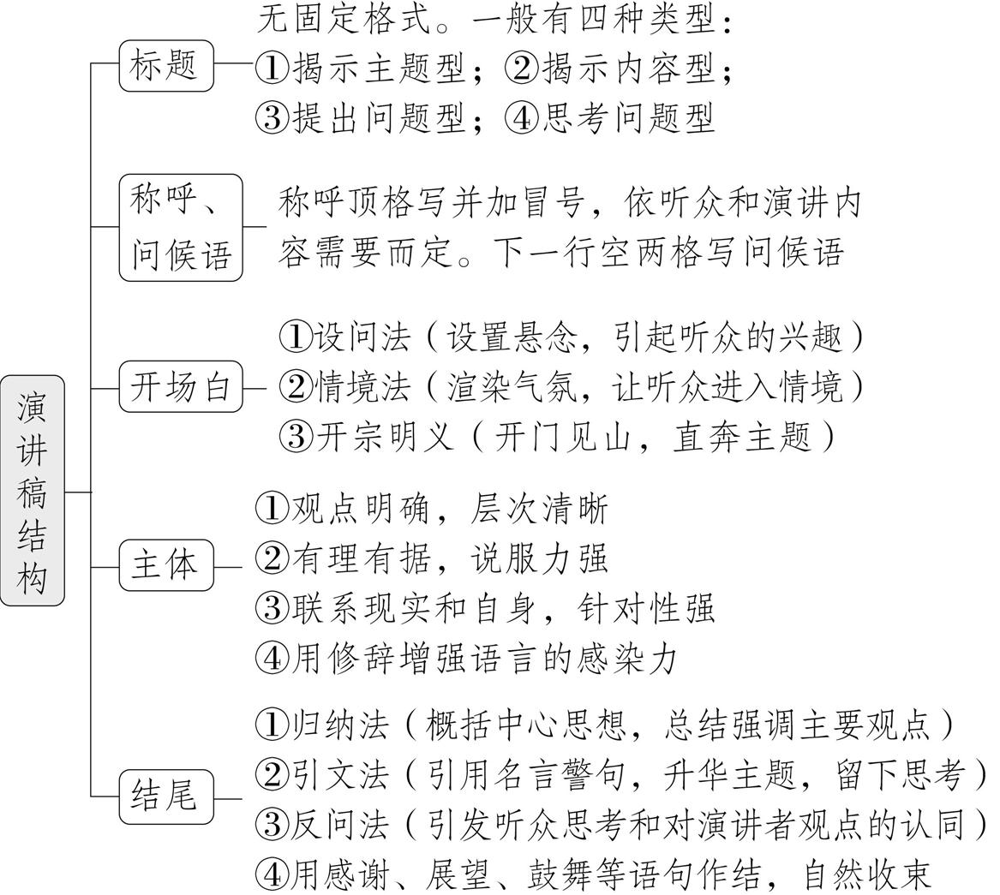 演讲稿结构
标题
无固定格式。一般有四种类型：
①揭示主题型；②揭示内容型；
③提出问题型；④思考问题型
称呼、
问候语
称呼顶格写并加冒号，依听众和演讲内
容需要而定。下一行空两格写问候语
开场白
①设问法（设置悬念，引起听众的兴趣）
②情境法（渲染气氛，让听众进入情境）
③开宗明义（开门见山，直奔主题）
主体
①观点明确，层次清晰
②有理有据，说服力强
③联系现实和自身，针对性强
④用修辞增强语言的感染力
结尾
①归纳法（概括中心思想，总结强调主要观点）
②引文法（引用名言警句，升华主题，留下思考）
③反问法（引发听众思考和对演讲者观点的认同）
④用感谢、展望、鼓舞等语句作结，自然收束